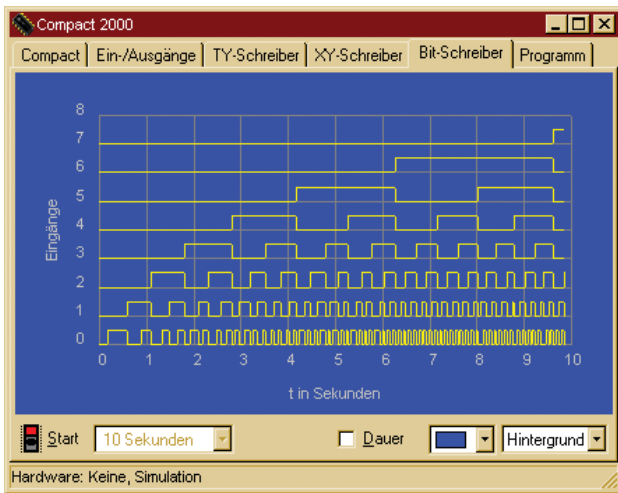 Compact 2000
Compact Ein-/Ausgänge TY-Schreiber XY-Schreiber Bit-Schreiber Programm
8
7
6
5
4
3
2
1
0
Eingänge
0 1 2 3 4 5 6 7 8 9 10
t in Sekunden
Start 10 Sekunden Dauer Hintergrund
Hardware: Keine, Simulation